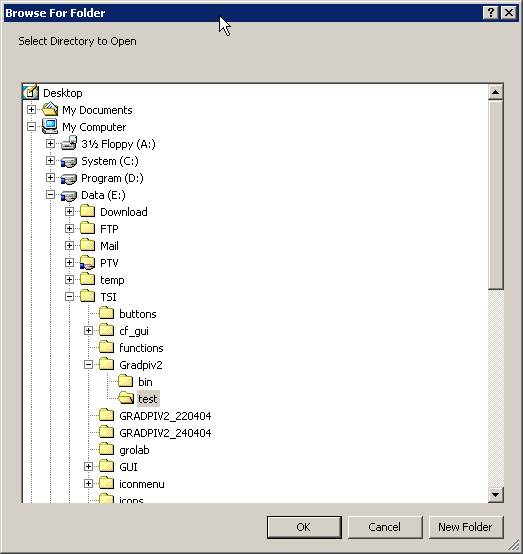 Browse For Folder
Select Directory to Open
Desktop
My Documents
My Computer
3½ Floppy (A:)
System (C:)
Program (D:)
Data (E:)
Download
FTP
Mail
PTV
temp
TSI
buttons
cf_gui
functions
Gradpiv2
bin
test
GRADPIV2_220404
GRADPIV2_240404
grolab
GUI
iconmenu
icons
OK
Cancel
New Folder